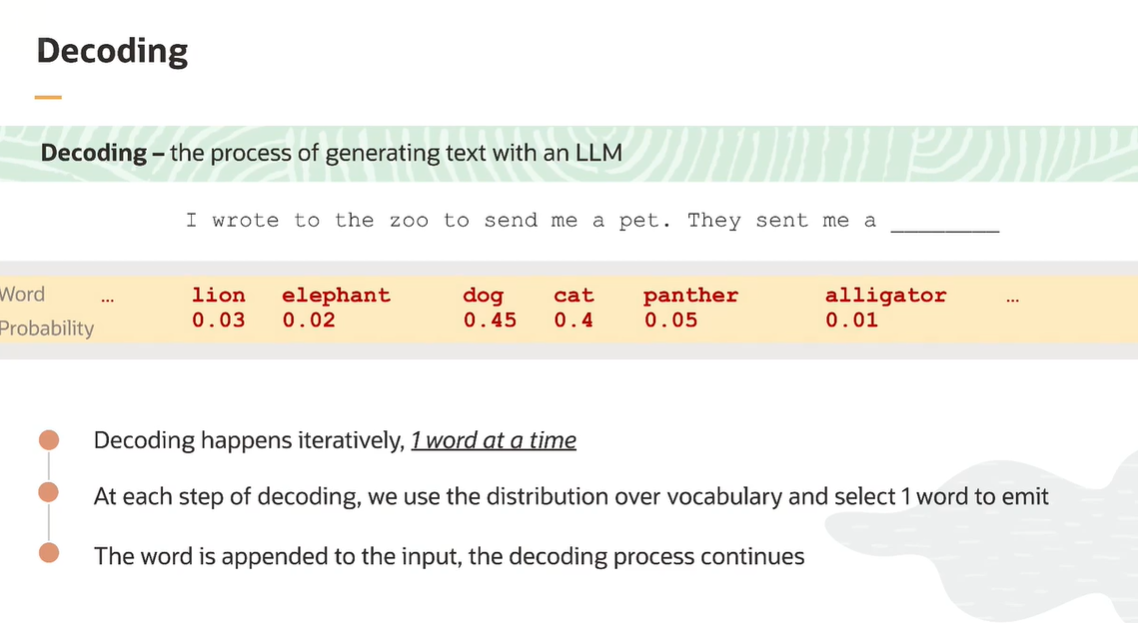 Decoding
Decoding – the process of generating text with an LLM
I wrote to the zoo to send me a pet. They sent me a ________
Word ... lion elephant dog cat panther alligator ...
Probability 0.03 0.02 0.45 0.4 0.05 0.01
Decoding happens iteratively, 1 word at a time
At each step of decoding, we use the distribution over vocabulary and select 1 word to emit
The word is appended to the input, the decoding process continues